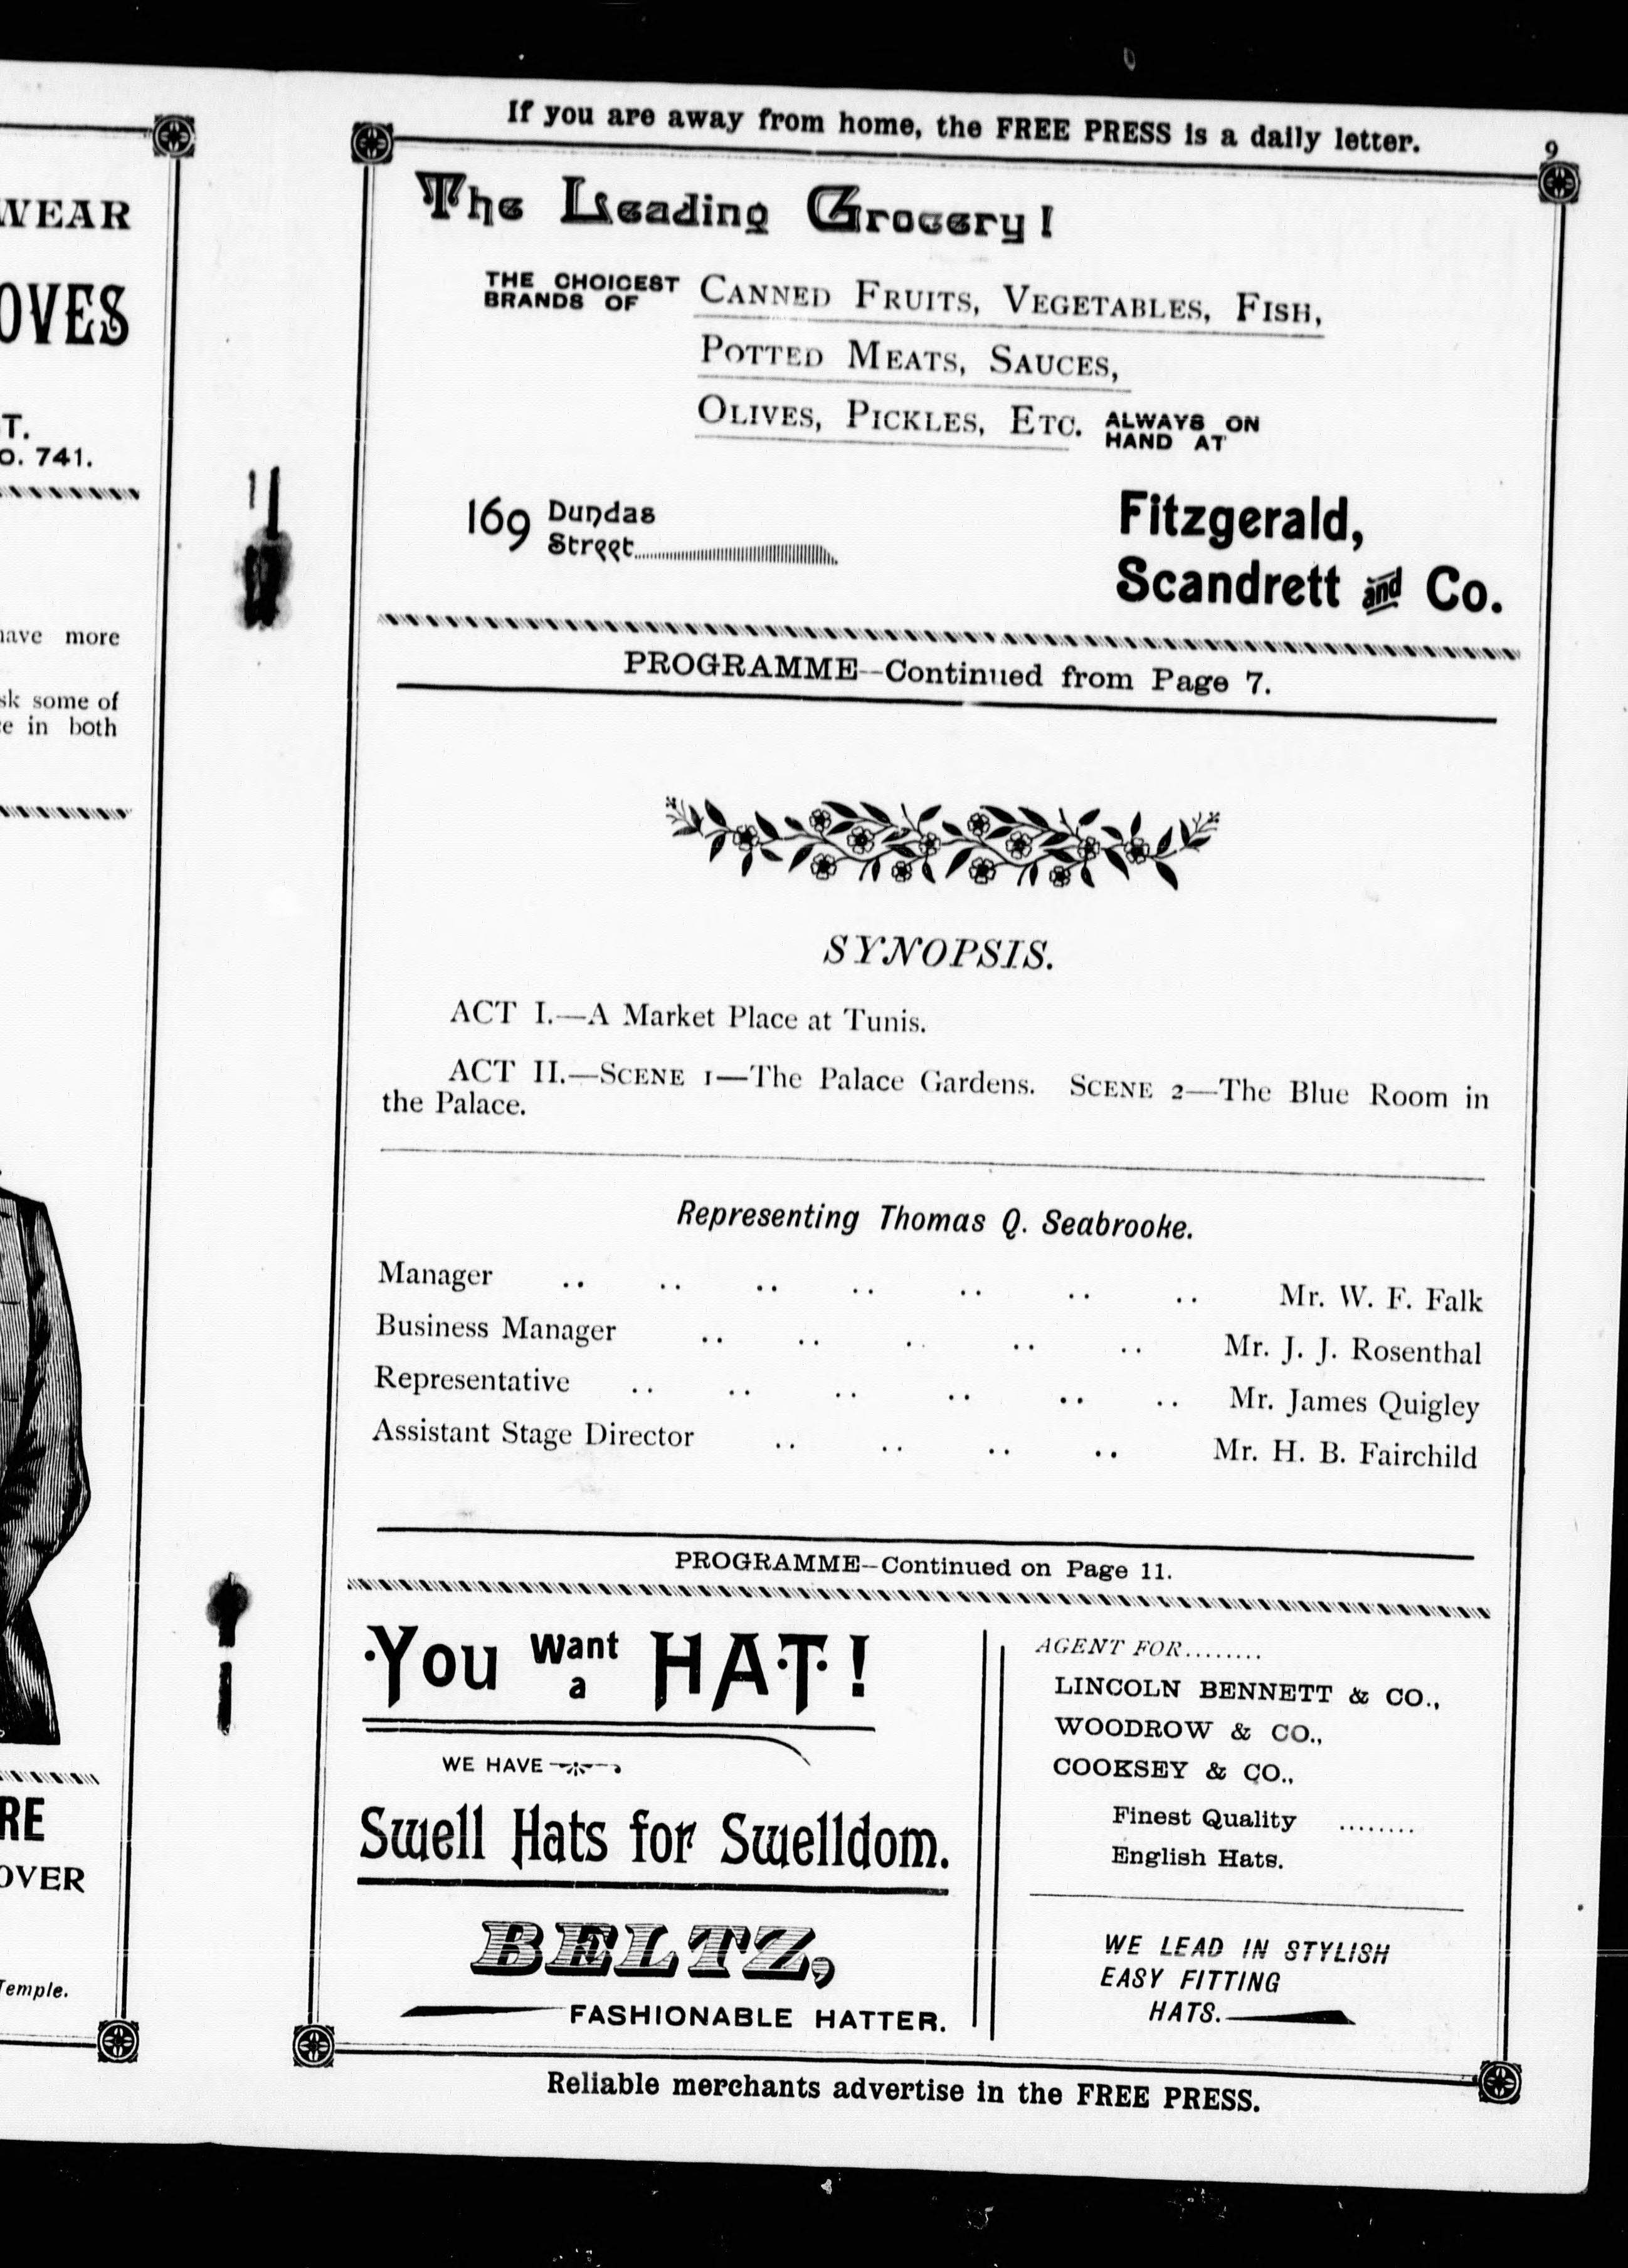 WEAR
OVES
T.
o. 741.
have more
sk some of
e in both
RE
OVER
Temple.
If you are away from home, the FREE PRESS is a daily letter.
9
The Leading Grocery!
THE CHOICEST
BRANDS OF
CANNED FRUITS, VEGETABLES, FISH,
POTTED MEATS, SAUCES,
OLIVES, PICKLES, ETC.
ALWAYS ON
HAND AT
169 Dundas
Street
Fitzgerald,
Scandrett and Co.
PROGRAMME—Continued from Page 7.
SYNOPSIS.
ACT I.—A Market Place at Tunis.
ACT II.—SCENE 1—The Palace Gardens. SCENE 2—The Blue Room in
the Palace.
Representing Thomas Q. Seabrooke.
Manager .. .. .. .. .. .. .. Mr. W. F. Falk
Business Manager .. .. .. .. .. Mr. J. J. Rosenthal
Representative .. .. .. .. .. .. Mr. James Quigley
Assistant Stage Director .. .. .. .. Mr. H. B. Fairchild
PROGRAMME—Continued on Page 11.
You Want a HAT!
WE HAVE
Swell Hats for Swelldom.
BELTZ,
FASHIONABLE HATTER.
AGENT FOR........
LINCOLN BENNETT & CO.,
WOODROW & CO.,
COOKSEY & CO.,
Finest Quality ........
English Hats.
WE LEAD IN STYLISH
EASY FITTING
HATS.
Reliable merchants advertise in the FREE PRESS.